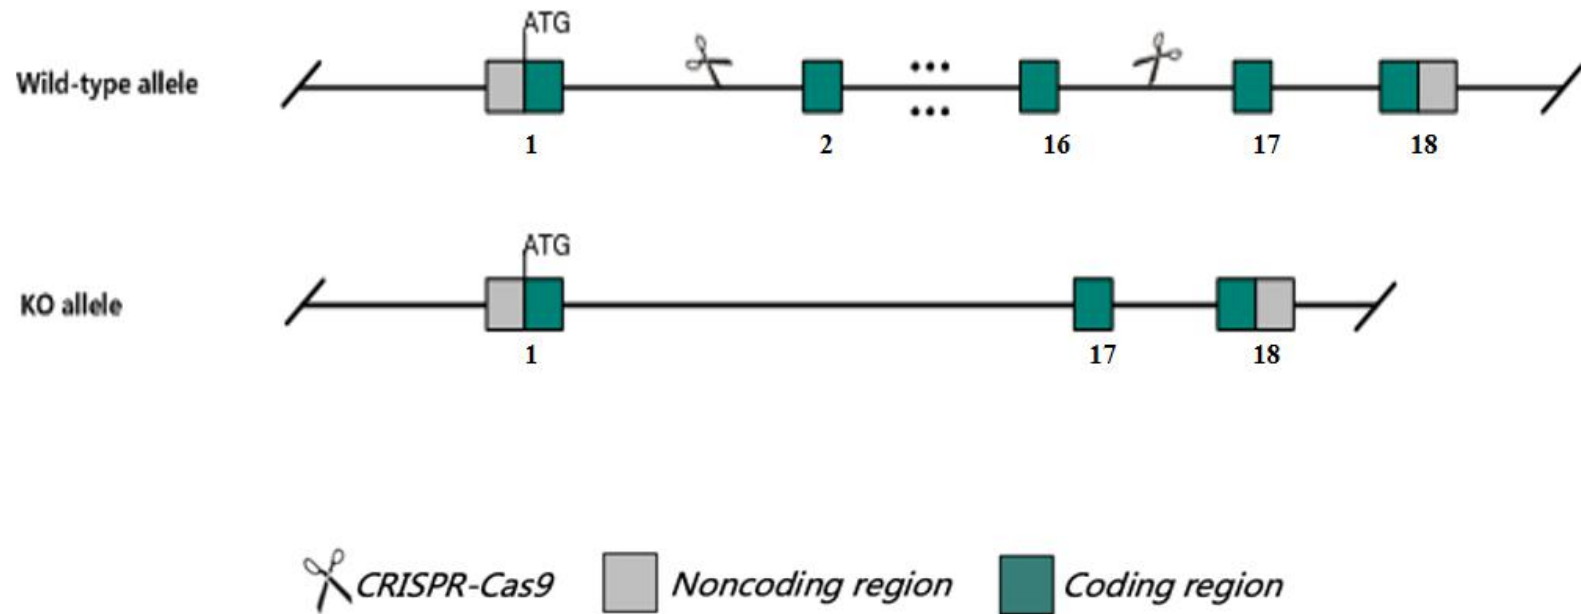 ATG
Wild-type allele
... 
...
1 2 16 17 18
ATG
KO allele
1 17 18
CRISPR-Cas9 Noncoding region Coding region